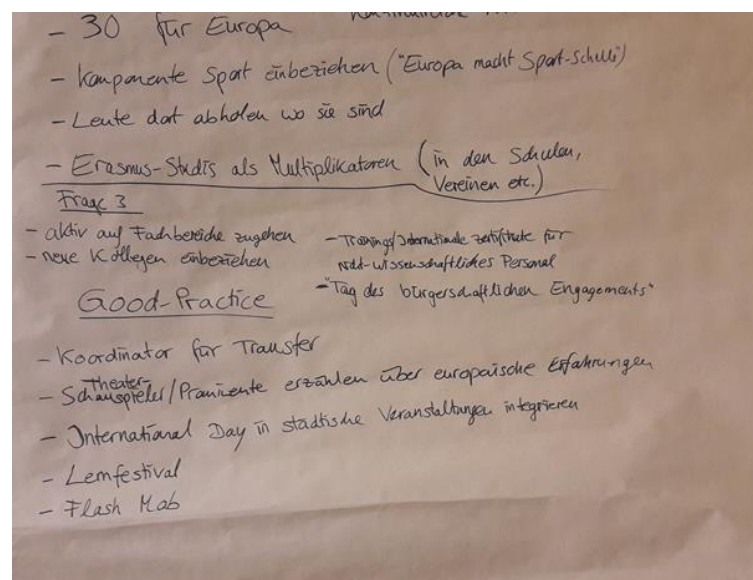 - 30 für Europa
- Komponente Sport einbeziehen ("Europa macht Sport-Schule")
- Leute dort abholen wo sie sind
- Erasmus-Studis als Multiplikatoren (in den Schulen,
Vereinen etc.)
Frage 3
- aktiv auf Fachbereiche zugehen
- neue Kollegen einbeziehen
- Trainings/Internationale Zertifikate für
nicht-wissenschaftliches Personal
- "Tag des bürgerschaftlichen Engagements"
Good-Practice
- Koordinator für Transfer
- Theater-
Schauspieler/Prominente erzählen über europäische Erfahrungen
- International Day in städtische Veranstaltungen integrieren
- Lernfestival
- Flash Mob